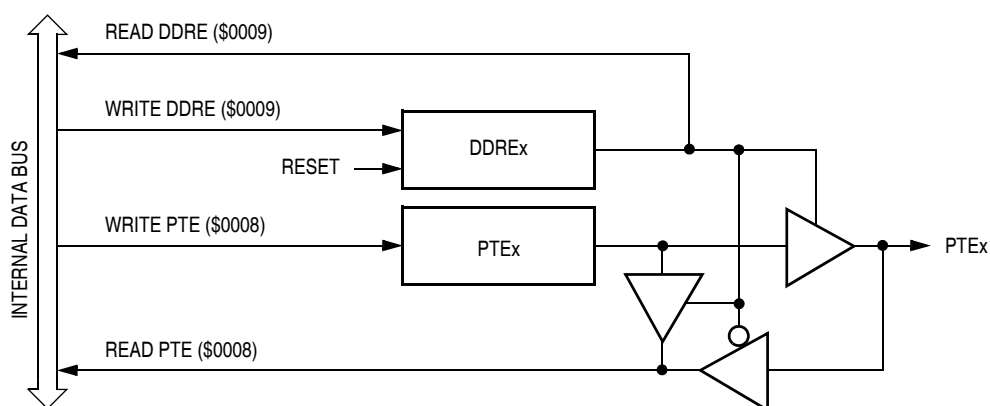 READ DDRE ($0009)
WRITE DDRE ($0009)
DDREx
RESET
INTERNAL DATA BUS
WRITE PTE ($0008)
PTEx
PTEx
READ PTE ($0008)